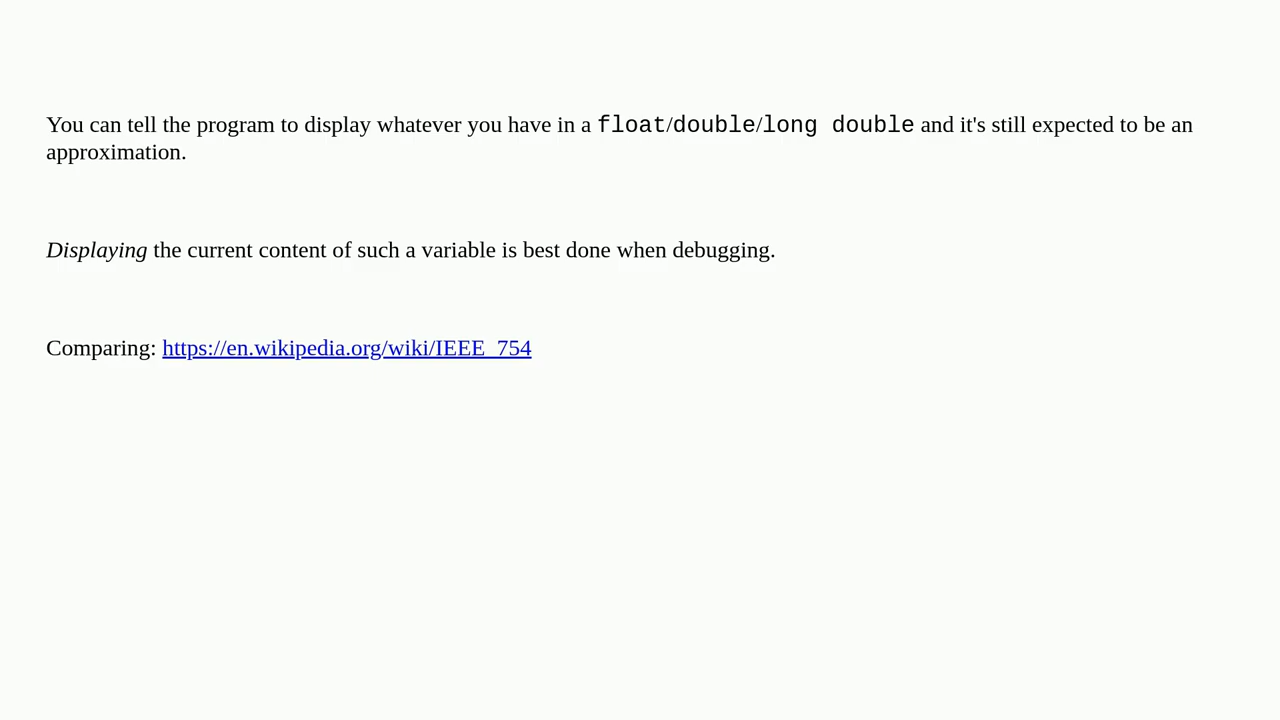 You can tell the program to display whatever you have in a float/double/long double and it's still expected to be an
approximation.
Displaying the current content of such a variable is best done when debugging.
Comparing: https://en.wikipedia.org/wiki/IEEE_754